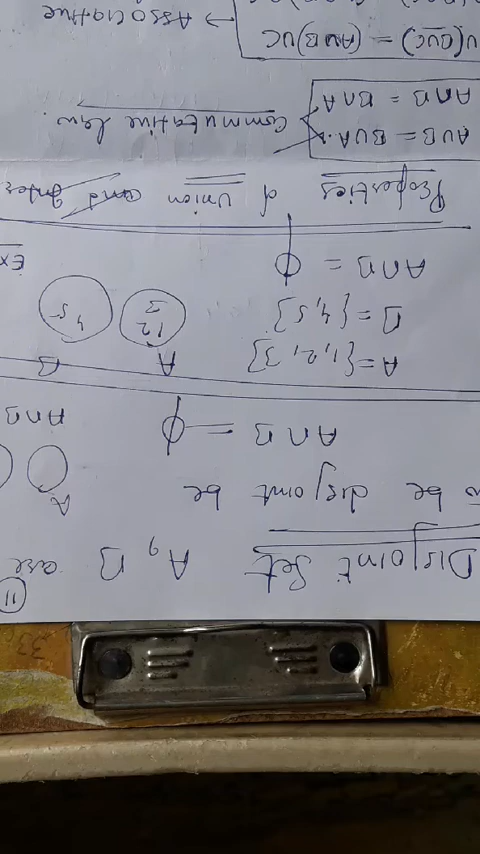 11
Disjoint Set A, B are
be disjoint be
A
A∩B = ϕ
A∩B
A = {1, 2, 3} A B
B = {4, 5} 1 2 3 4 5
A∩B = ϕ Ex
Properties of Union and Inter
A∪B = B∪A.
A∩B = B∩A Commutative law.
∪(B∪C) = (A∪B)∪C
→ Associative